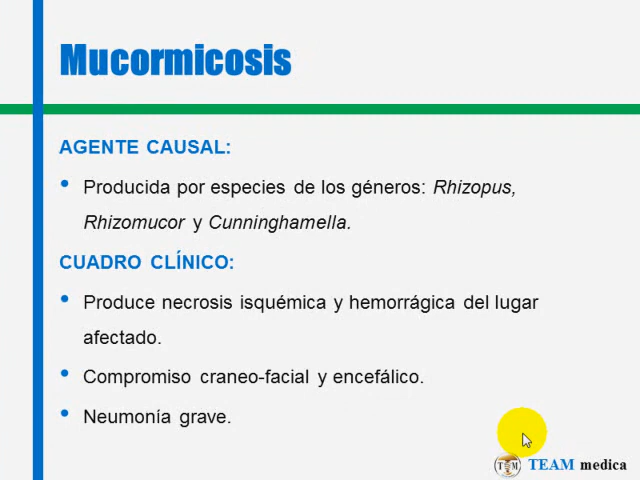 Mucormicosis
AGENTE CAUSAL:
• Producida por especies de los géneros: Rhizopus,
Rhizomucor y Cunninghamella.
CUADRO CLÍNICO:
• Produce necrosis isquémica y hemorrágica del lugar
afectado.
• Compromiso craneo-facial y encefálico.
• Neumonía grave.
TEAM medica